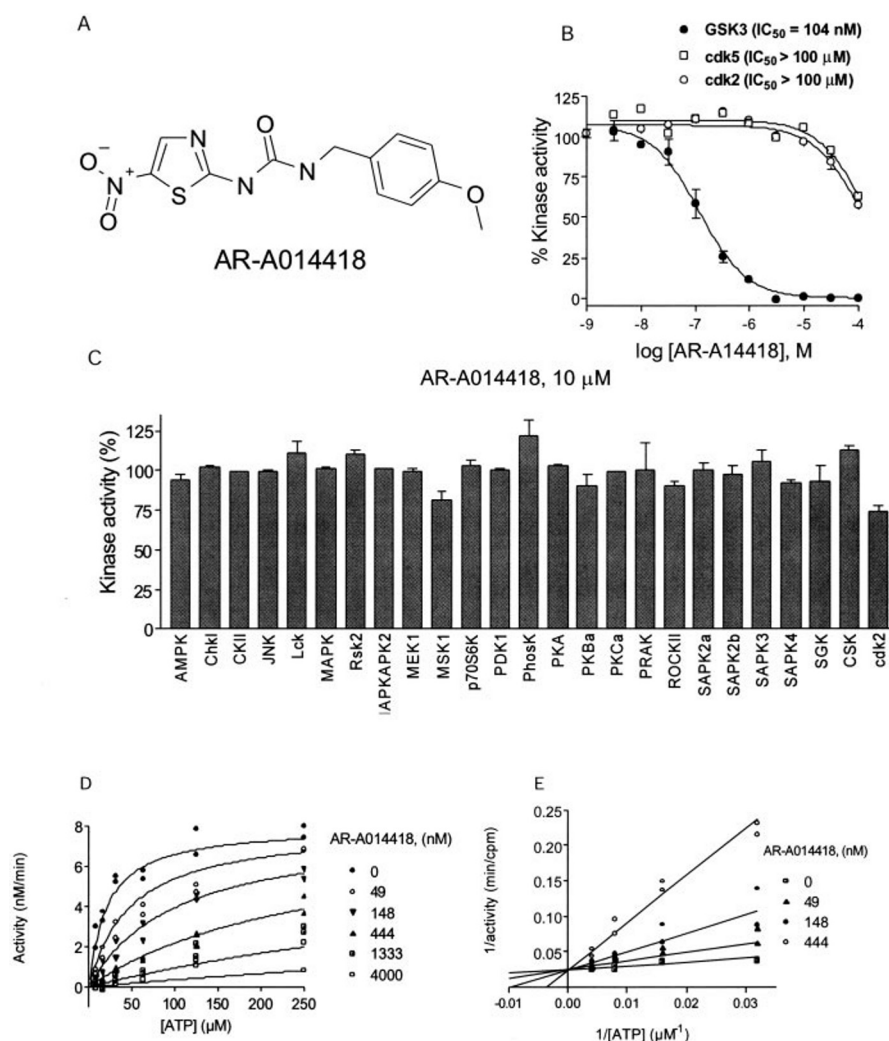 A
O⁻
N⁺
O
S
N
N
O
N
O
AR-A014418
B
GSK3 (IC50 = 104 nM)
cdk5 (IC50 > 100 μM)
cdk2 (IC50 > 100 μM)
% Kinase activity
125
100
75
50
25
0
-9 -8 -7 -6 -5 -4
log [AR-A14418], M
C
AR-A014418, 10 μM
Kinase activity (%)
125
100
75
50
25
0
AMPK
ChkI
CKII
JNK
Lck
MAPK
Rsk2
IAPKAPK2
MEK1
MSK1
p70S6K
PDK1
PhosK
PKA
PKBa
PKCa
PRAK
ROCKII
SAPK2a
SAPK2b
SAPK3
SAPK4
SGK
CSK
cdk2
D
Activity (nM/min)
8
6
4
2
0
0 50 100 150 200 250
[ATP] (μM)
AR-A014418, (nM)
0
49
148
444
1333
4000
E
1/activity (min/cpm)
0.25
0.20
0.15
0.10
0.05
-0.01 0.00 0.01 0.02 0.03
1/[ATP] (μM⁻¹)
AR-A014418, (nM)
0
49
148
444